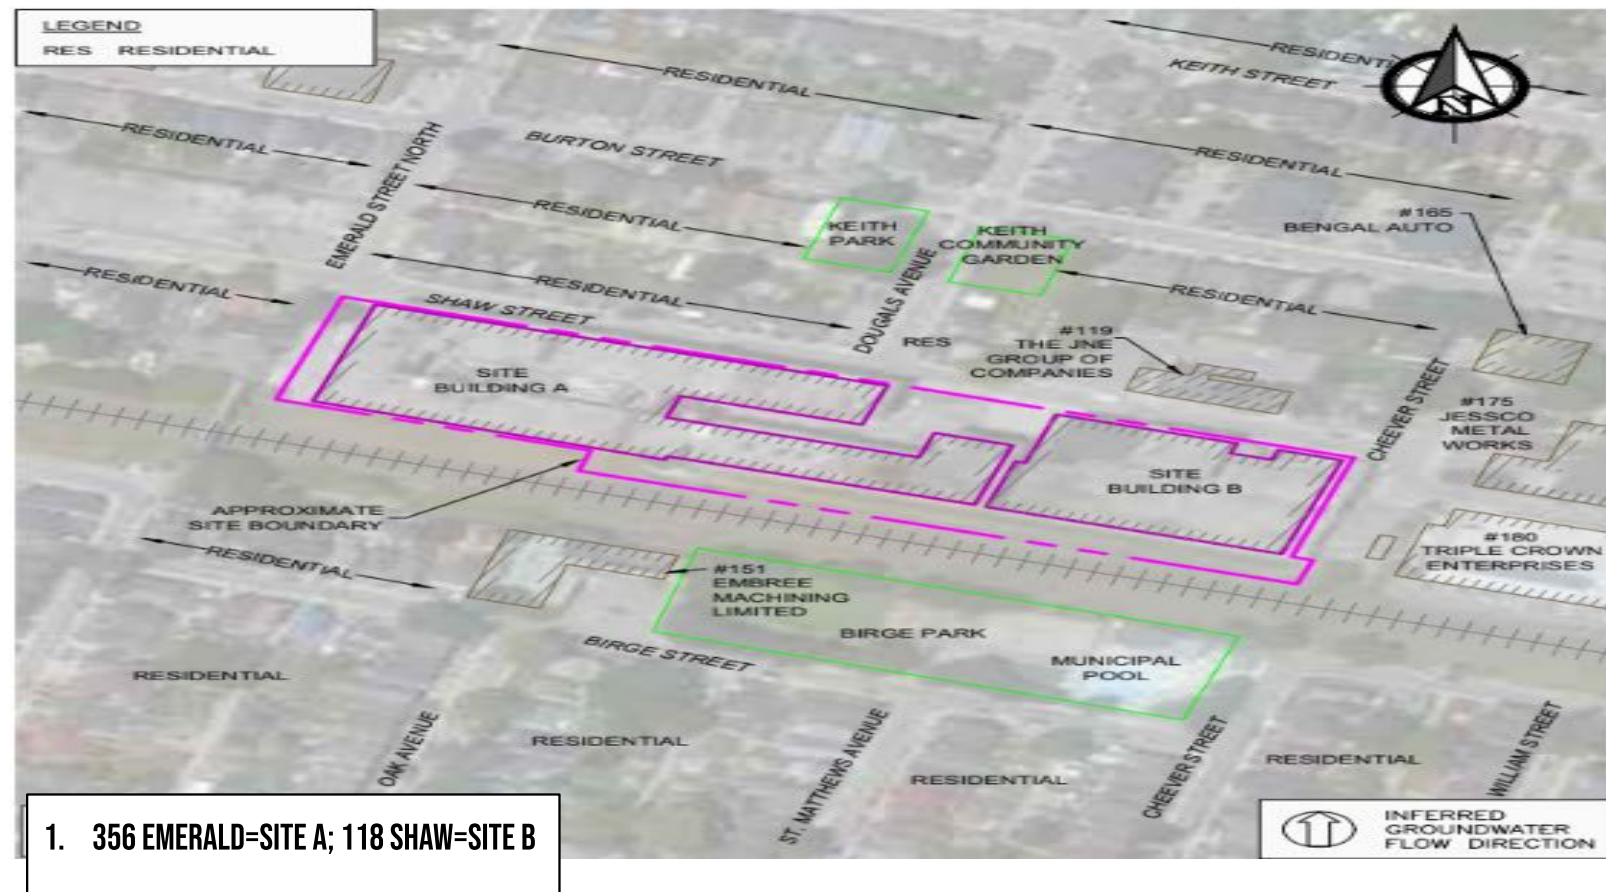 LEGEND
RES RESIDENTIAL
RESIDENTIAL
RESIDENTI
KEITH STREET
N
RESIDENTIAL
BURTON STREET
RESIDENTIAL
EMERALD STREET NORTH
RESIDENTIAL
KEITH
PARK
KEITH
COMMUNITY
GARDEN
#165
BENGAL AUTO
RESIDENTIAL
RESIDENTIAL
RESIDENTIAL
SHAW STREET
DOUGALS AVENUE
RES
#119
THE JNE
GROUP OF
COMPANIES
SITE
BUILDING A
CHEEVER STREET
#175
JESSCO
METAL
WORKS
SITE
BUILDING B
APPROXIMATE
SITE BOUNDARY
#180
TRIPLE CROWN
ENTERPRISES
RESIDENTIAL
#151
EMBREE
MACHINING
LIMITED
BIRGE PARK
BIRGE STREET
MUNICIPAL
POOL
RESIDENTIAL
OAK AVENUE
RESIDENTIAL
ST. MATTHEWS AVENUE
RESIDENTIAL
CHEEVER STREET
RESIDENTIAL
WILLIAM STREET
INFERRED
GROUNDWATER
FLOW DIRECTION
1. 356 EMERALD=SITE A; 118 SHAW=SITE B